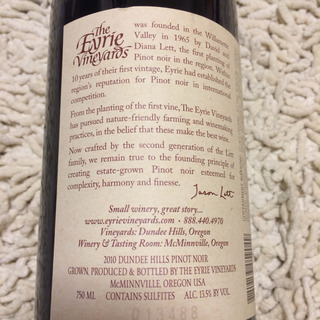 The
Eyrie
Vineyards
was founded in the Willamette
Valley in 1965 by David and
Diana Lett, the first planting of
Pinot noir in the region. Within
10 years of their first vintage, Eyrie had established the
region's reputation for Pinot noir in international
competition.
From the planting of the first vine, The Eyrie Vineyards
has pursued nature-friendly farming and winemaking
practices, in the belief that these make the best wine.
Now crafted by the second generation of the Lett
family, we remain true to the founding principle of
creating estate-grown Pinot noir esteemed for
complexity, harmony and finesse.
Jason Lett
Small winery, great story...
www.eyrievineyards.com • 888.440.4970
Vineyards: Dundee Hills, Oregon
Winery & Tasting Room: McMinnville, Oregon
2010 DUNDEE HILLS PINOT NOIR
GROWN, PRODUCED & BOTTLED BY THE EYRIE VINEYARDS
McMINNVILLE, OREGON USA
750 ML CONTAINS SULFITES ALC. 13.5% BY VOL.
013488